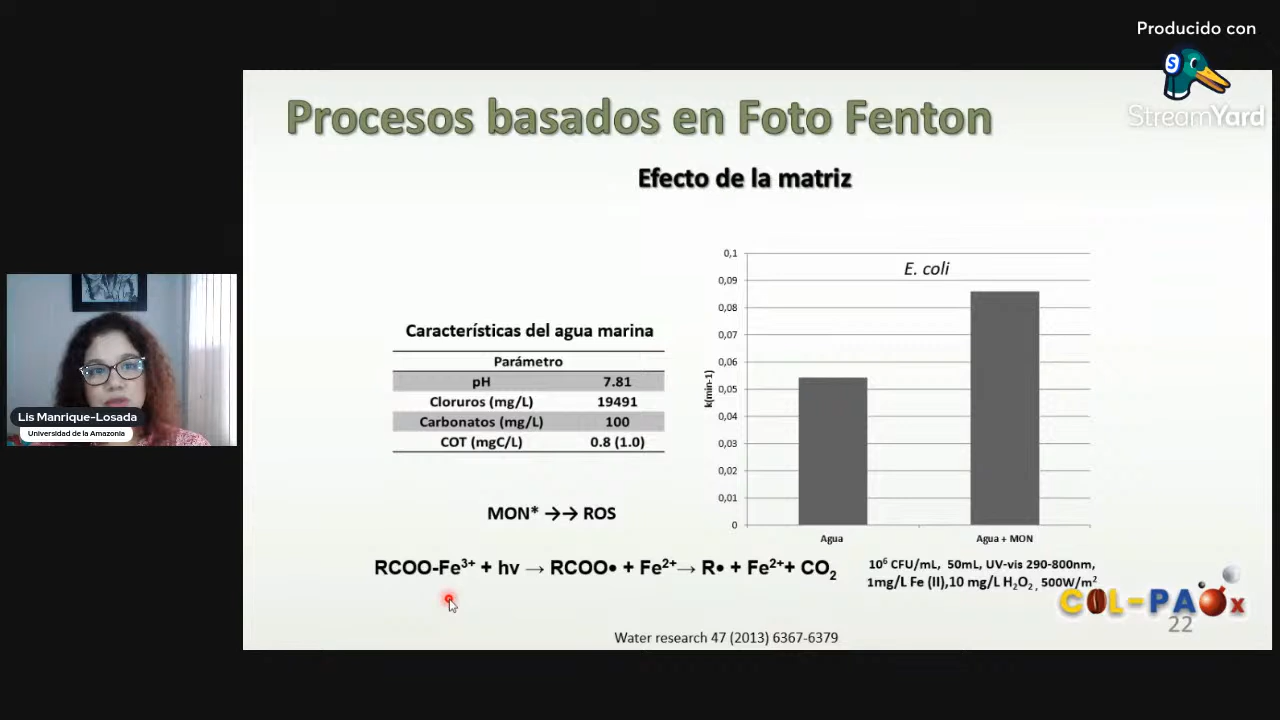 Producido con
S
StreamYard
Procesos basados en Foto Fenton
Efecto de la matriz
Características del agua marina
Parámetro
pH 7.81
Cloruros (mg/L) 19491
Carbonatos (mg/L) 100
COT (mgC/L) 0.8 (1.0)
MON* →→ ROS
RCOO-Fe³⁺ + hv → RCOO• + Fe²⁺→ R• + Fe²⁺+ CO₂
E. coli
k(min-1)
0,1
0,09
0,08
0,07
0,06
0,05
0,04
0,03
0,02
0,01
0
Agua
Agua + MON
10⁶ CFU/mL, 50mL, UV-vis 290-800nm,
1mg/L Fe (II),10 mg/L H₂O₂ , 500W/m²
COL-PAOx
22
Water research 47 (2013) 6367-6379
Lis Manrique-Losada
Universidad de la Amazonia